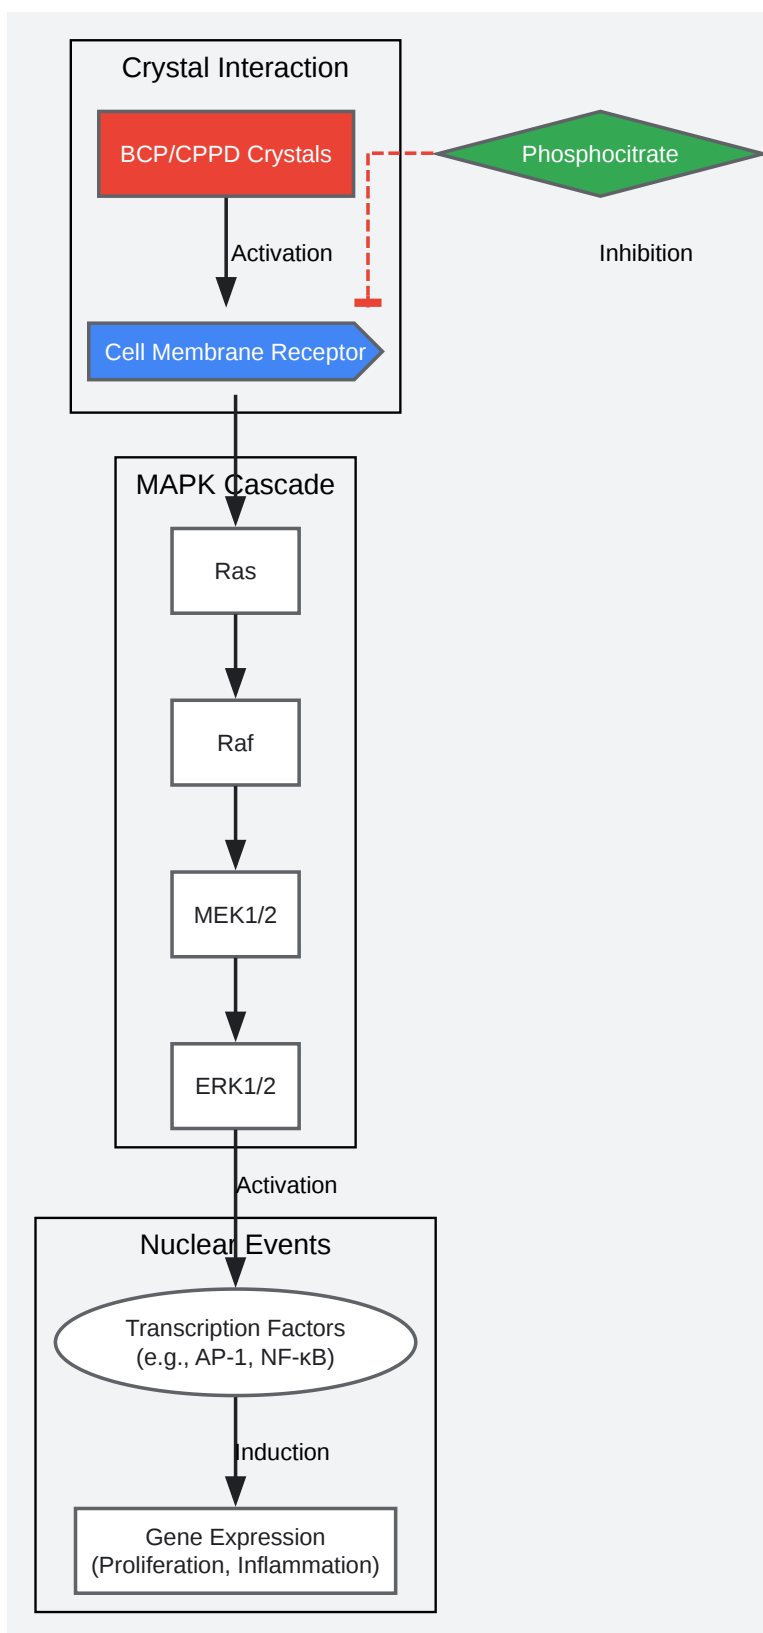 Crystal Interaction
BCP/CPPD Crystals
Phosphocitrate
Activation
Inhibition
Cell Membrane Receptor
MAPK Cascade
Ras
Raf
MEK1/2
ERK1/2
Activation
Nuclear Events
Transcription Factors
(e.g., AP-1, NF-κB)
Induction
Gene Expression
(Proliferation, Inflammation)